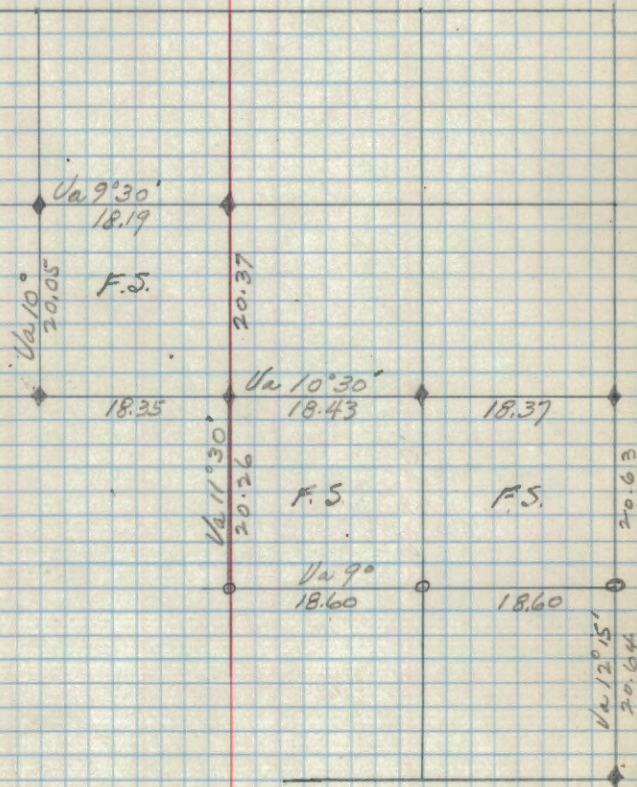 Va 9°30'
18.19
Va 10°
20.05
F.S.
20.37
18.35
Va 10°30'
18.43
18.37
Va 11°30'
20.26
F.S.
F.S.
20.63
Va 9°
18.60
18.60
Va 12°15'
20.64